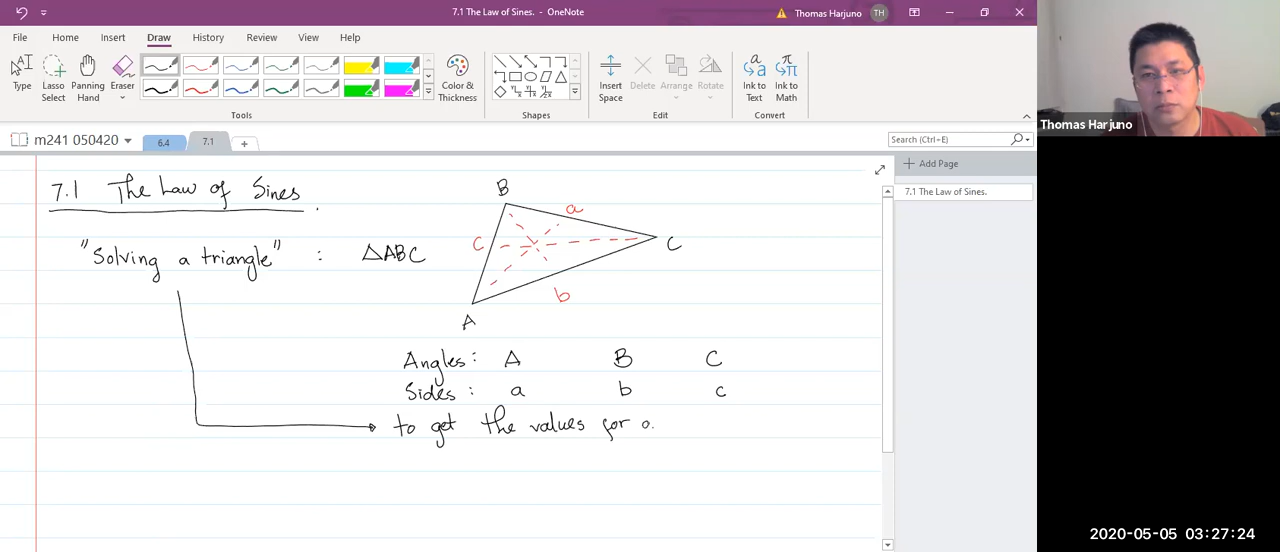 7.1 The Law of Sines. - OneNote
Thomas Harjuno TH
File Home Insert Draw History Review View Help
Type Lasso Select Panning Hand Eraser Color & Thickness Insert Space Delete Arrange Rotate Ink to Text Ink to Math
Tools Shapes Edit Convert
m241 050420 6.4 7.1 Search (Ctrl+E)
Add Page
7.1 The Law of Sines.
7.1 The Law of Sines
"Solving a triangle" : △ABC
B
a
c
C
b
A
Angles: A B C
Sides: a b c
to get the values for
Thomas Harjuno
2020-05-05 03:27:24